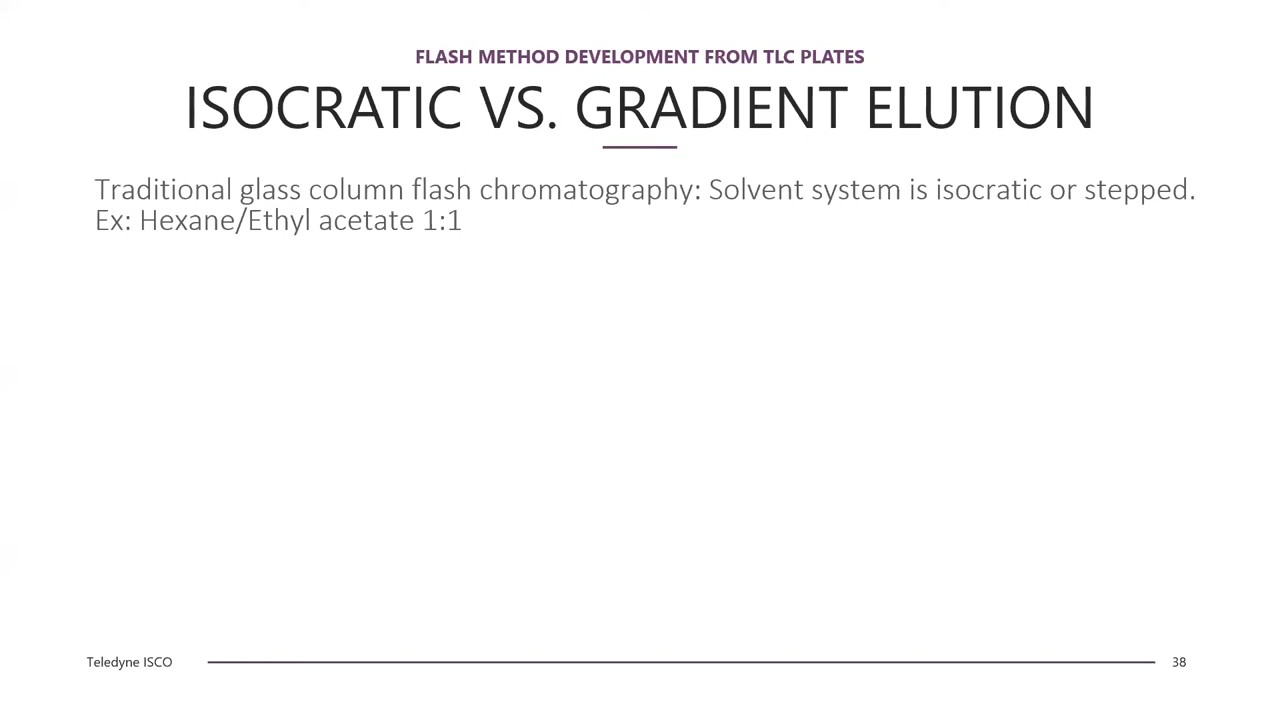 FLASH METHOD DEVELOPMENT FROM TLC PLATES
ISOCRATIC VS. GRADIENT ELUTION
Traditional glass column flash chromatography: Solvent system is isocratic or stepped.
Ex: Hexane/Ethyl acetate 1:1
Teledyne ISCO
38